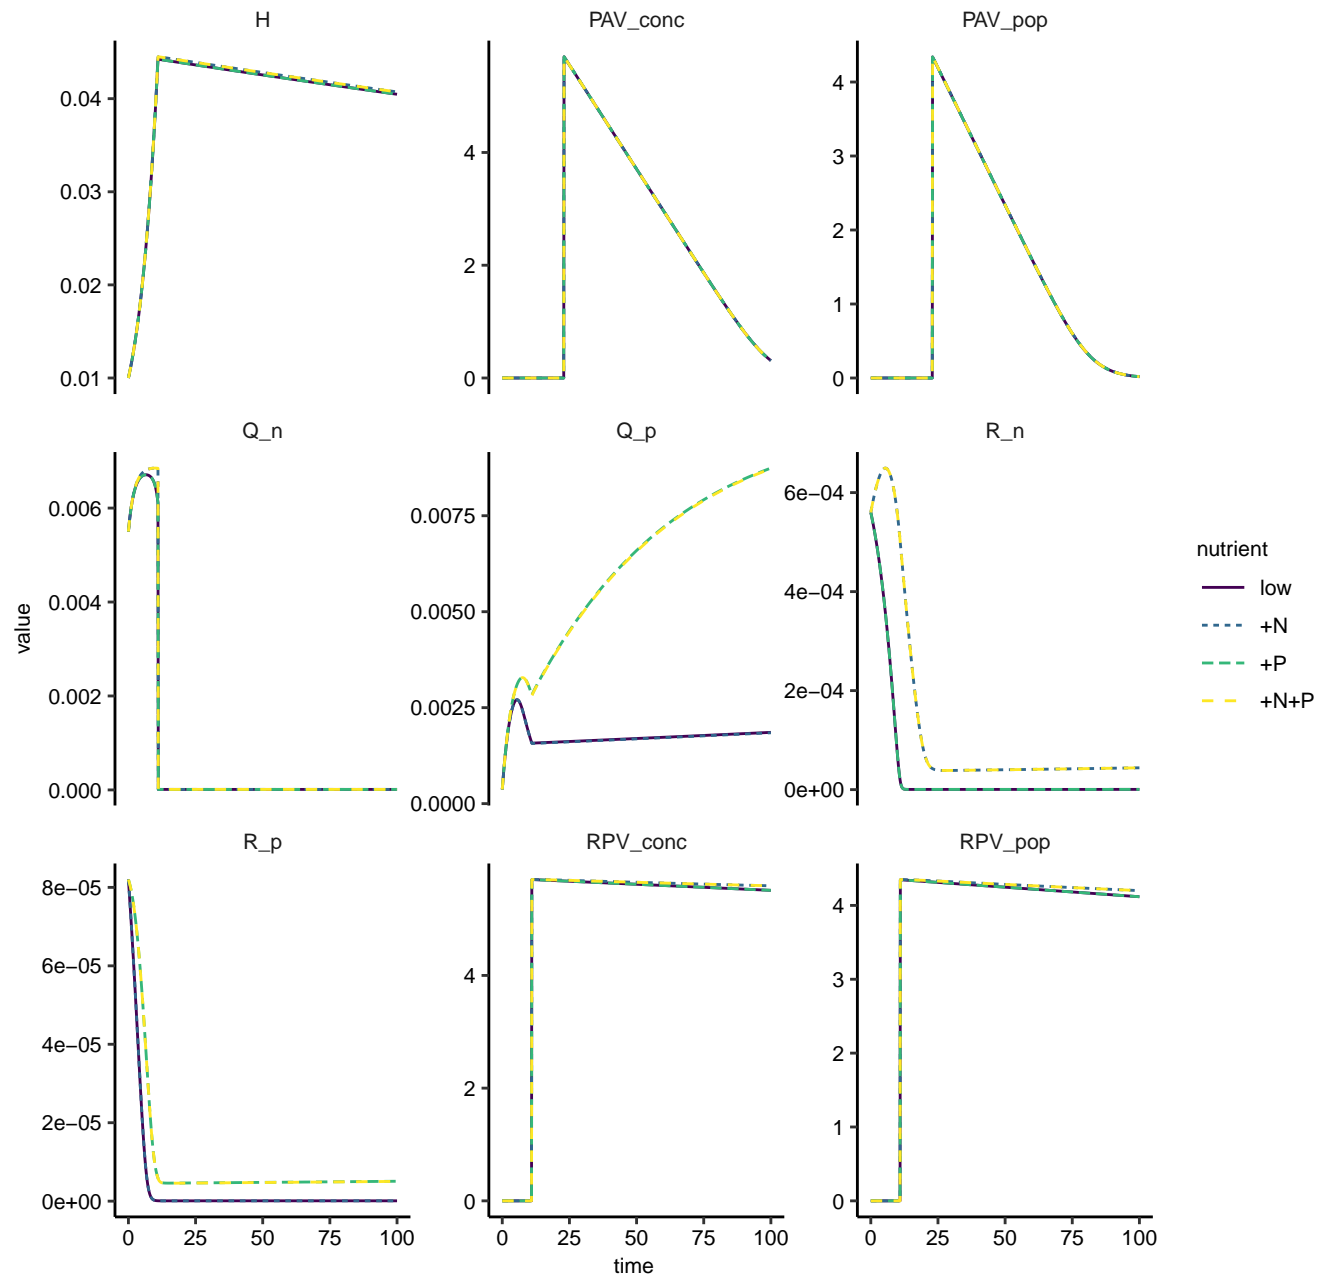 H PAV_conc PAV_pop
0.04
0.03
0.02
0.01
4
2
0
4
3
2
1
0
Q_n Q_p R_n
0.006
0.004
0.002
0.000
0.0075
0.0050
0.0025
0.0000
6e−04
4e−04
2e−04
0e+00
value
nutrient
low
+N
+P
+N+P
R_p RPV_conc RPV_pop
8e−05
6e−05
4e−05
2e−05
0e+00
4
2
0
4
3
2
1
0
0 25 50 75 100
0 25 50 75 100
0 25 50 75 100
time